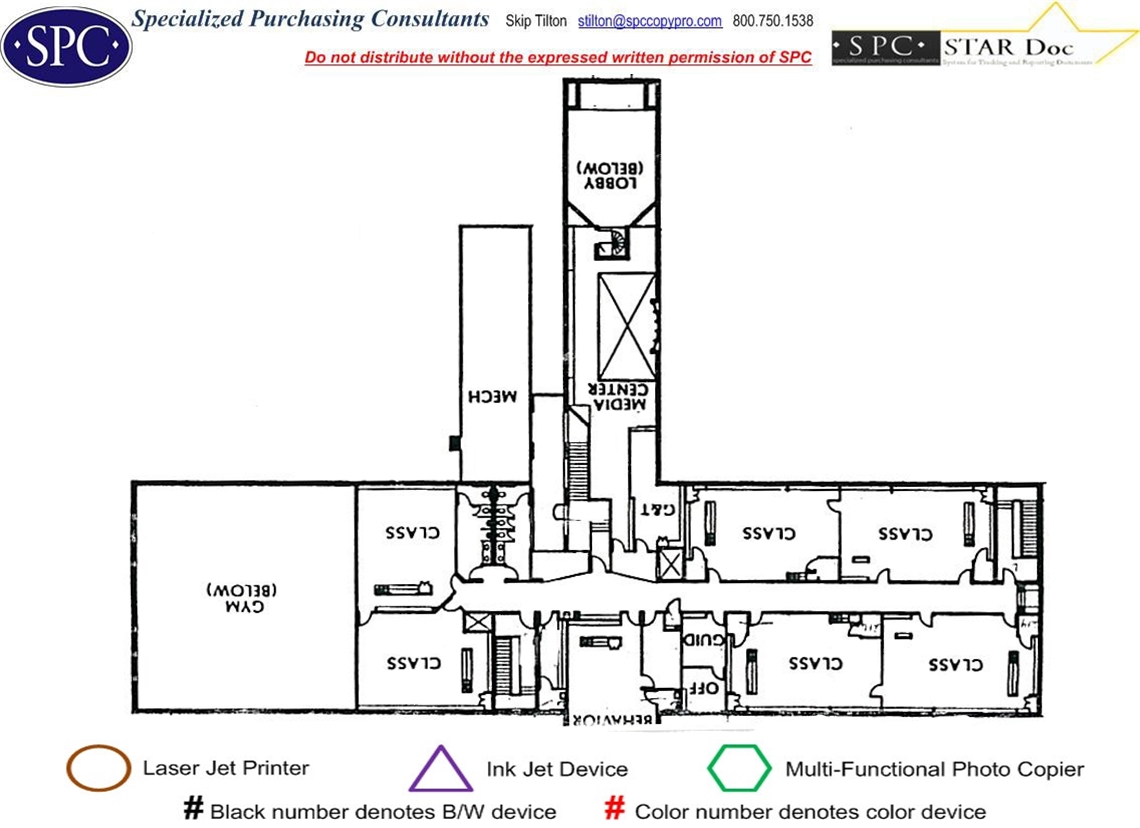 SPC
Specialized Purchasing Consultants Skip Tilton stilton@spccopypro.com 800.750.1538
Do not distribute without the expressed written permission of SPC
SPC STAR Doc
specialized purchasing consultants System for Tracking and Reporting Documents
LOBBY
(BELOW)
MECH
MEDIA
CENTER
G&T
CLASS
CLASS
CLASS
GYM
(BELOW)
CLASS
GUID
OFF
CLASS
CLASS
BEHAVIOR
Laser Jet Printer
Ink Jet Device
Multi-Functional Photo Copier
# Black number denotes B/W device
# Color number denotes color device